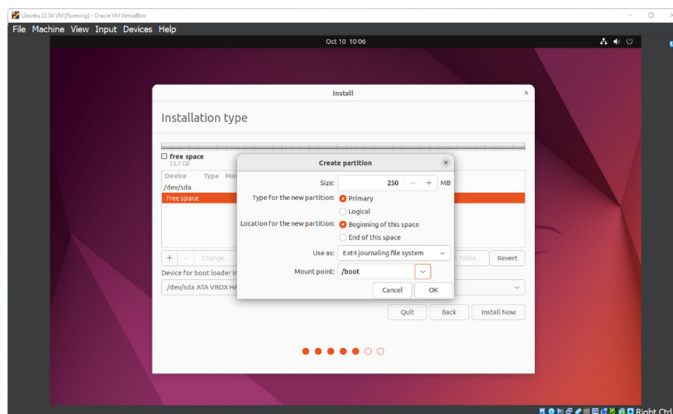 Ubuntu 22.04 VM [Running] - Oracle VM VirtualBox
File Machine View Input Devices Help
Oct 10 10:06
Install
Installation type
free space
53.7 GB
Create partition
Device Type
/dev/sda
free space
Size: 250 MB
Type for the new partition: Primary
Logical
Location for the new partition: Beginning of this space
End of this space
Use as: Ext4 journaling file system
+ - Change... Table... Revert
Mount point: /boot
Device for boot loader
/dev/sda ATA VBOX
Cancel OK
Quit Back Install Now
Right Ctrl